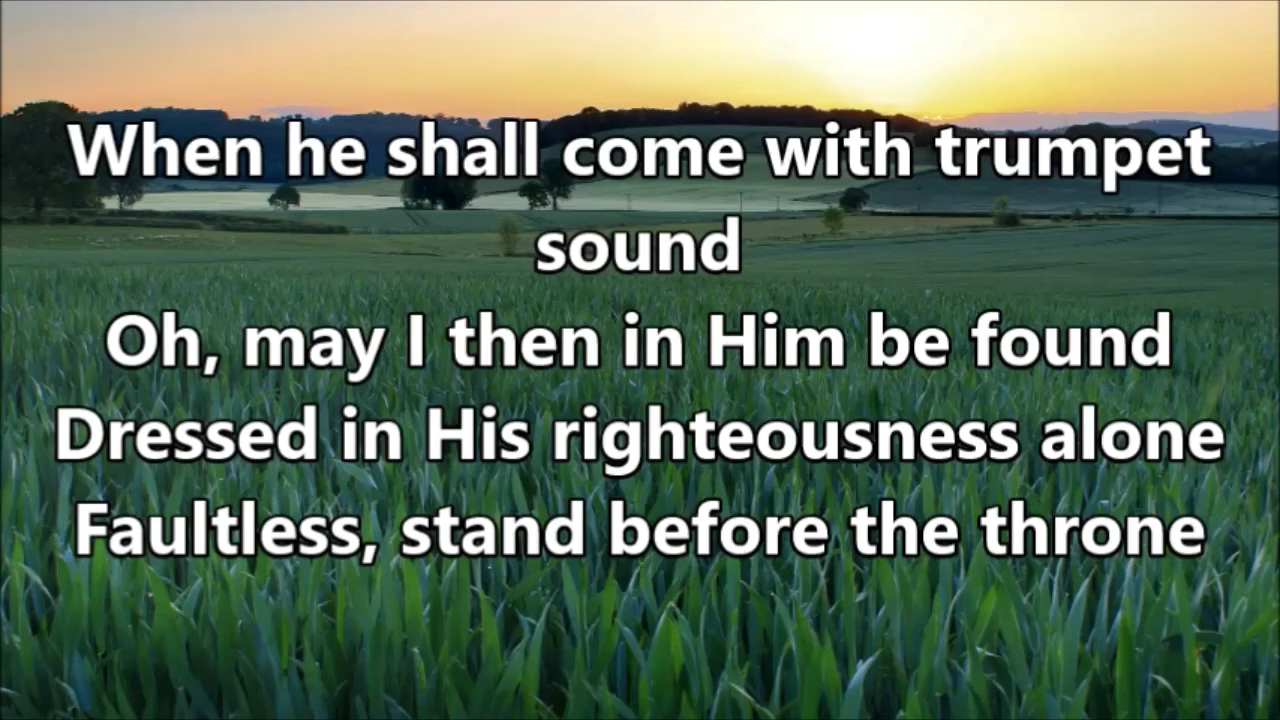 When he shall come with trumpet
sound
Oh, may I then in Him be found
Dressed in His righteousness alone
Faultless, stand before the throne